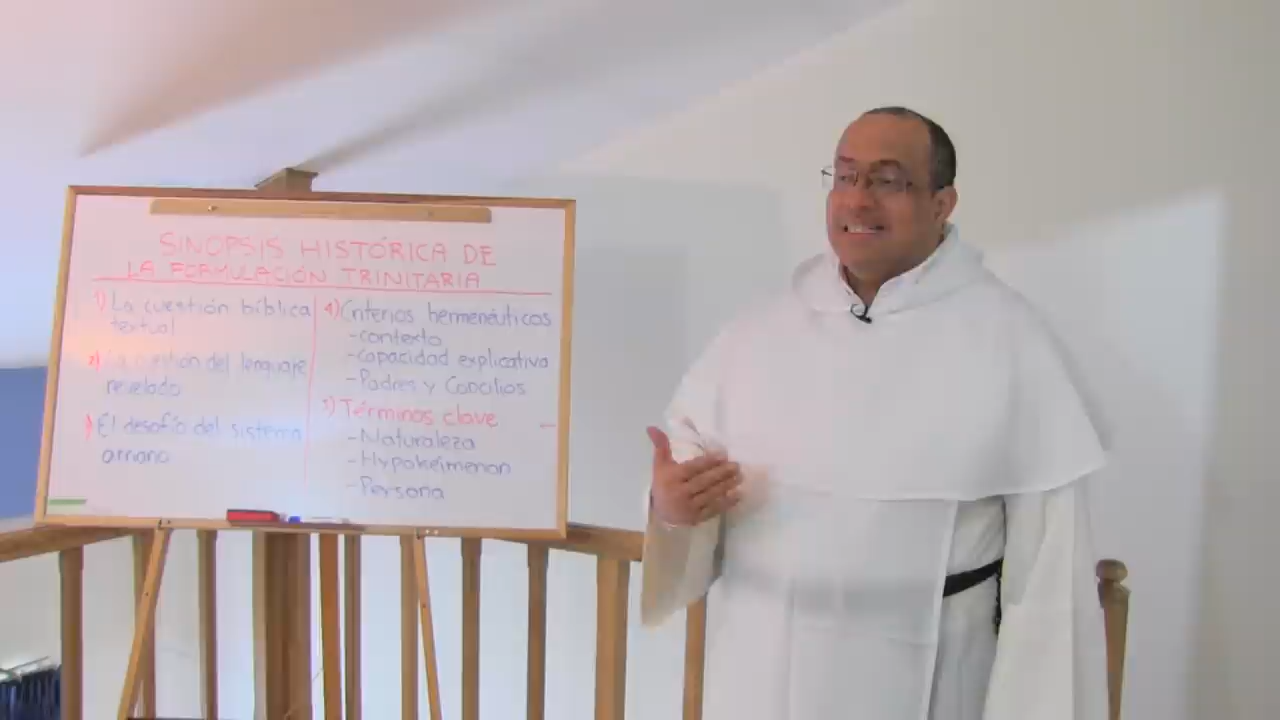 SINOPSIS HISTÓRICA DE
LA FORMULACIÓN TRINITARIA
1) La cuestión bíblica
textual
2) La cuestión del lenguaje
revelado
3) El desafío del sistema
arriano
4) Criterios hermenéuticos
- contexto
- capacidad explicativa
- Padres y Concilios
5) Términos clave
- Naturaleza
- Hypokeímenon
- Persona